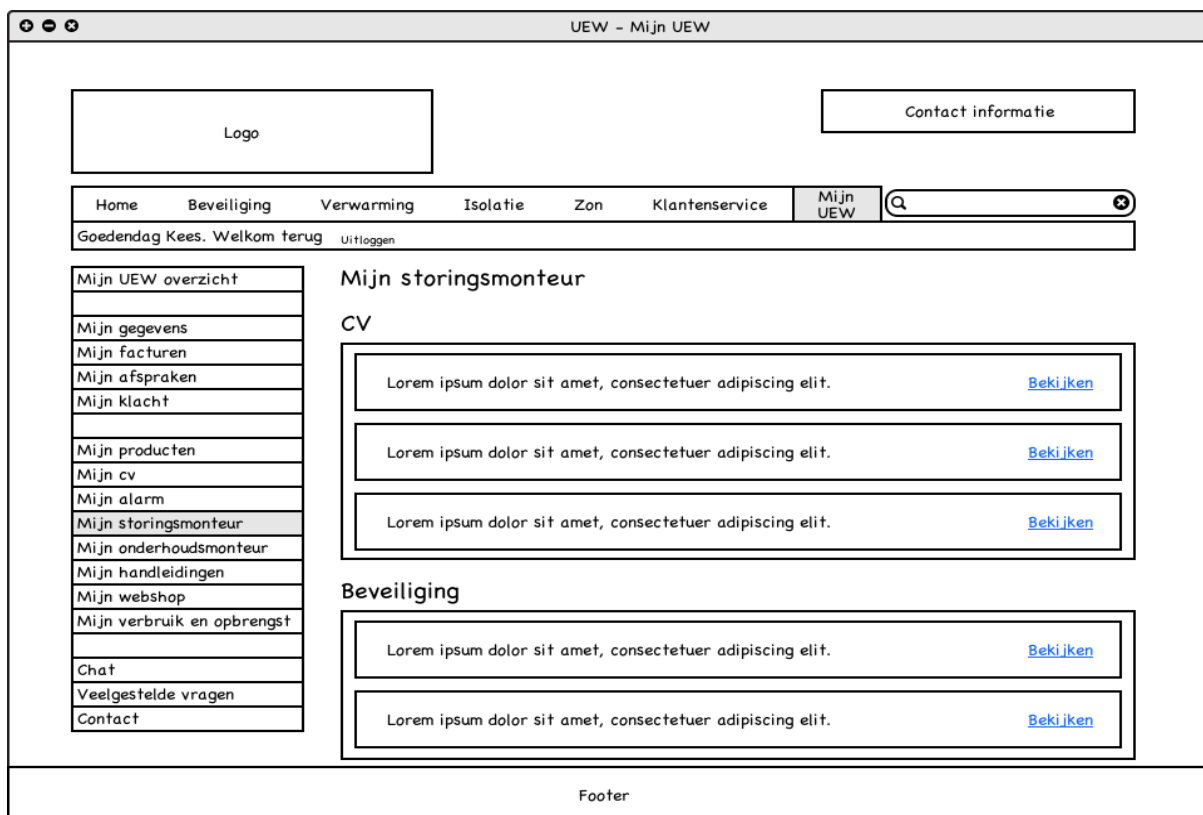 UEW - Mijn UEW
Logo
Contact informatie
Home Beveiliging Verwarming Isolatie Zon Klantenservice Mijn UEW
Goedendag Kees. Welkom terug Uitloggen
Mijn UEW overzicht
Mijn gegevens
Mijn facturen
Mijn afspraken
Mijn klacht
Mijn producten
Mijn cv
Mijn alarm
Mijn storingsmonteur
Mijn onderhoudsmonteur
Mijn handleidingen
Mijn webshop
Mijn verbruik en opbrengst
Chat
Veelgestelde vragen
Contact
Mijn storingsmonteur
CV
Lorem ipsum dolor sit amet, consectetuer adipiscing elit. Bekijken
Lorem ipsum dolor sit amet, consectetuer adipiscing elit. Bekijken
Lorem ipsum dolor sit amet, consectetuer adipiscing elit. Bekijken
Beveiliging
Lorem ipsum dolor sit amet, consectetuer adipiscing elit. Bekijken
Lorem ipsum dolor sit amet, consectetuer adipiscing elit. Bekijken
Footer